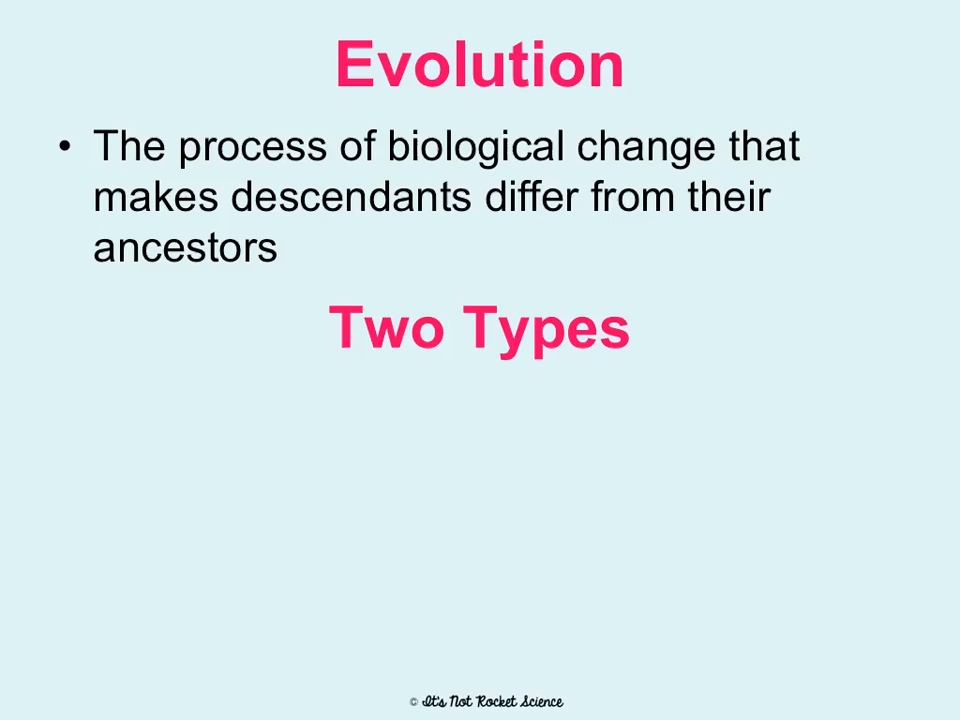 Evolution
• The process of biological change that
makes descendants differ from their
ancestors
Two Types
© It's Not Rocket Science